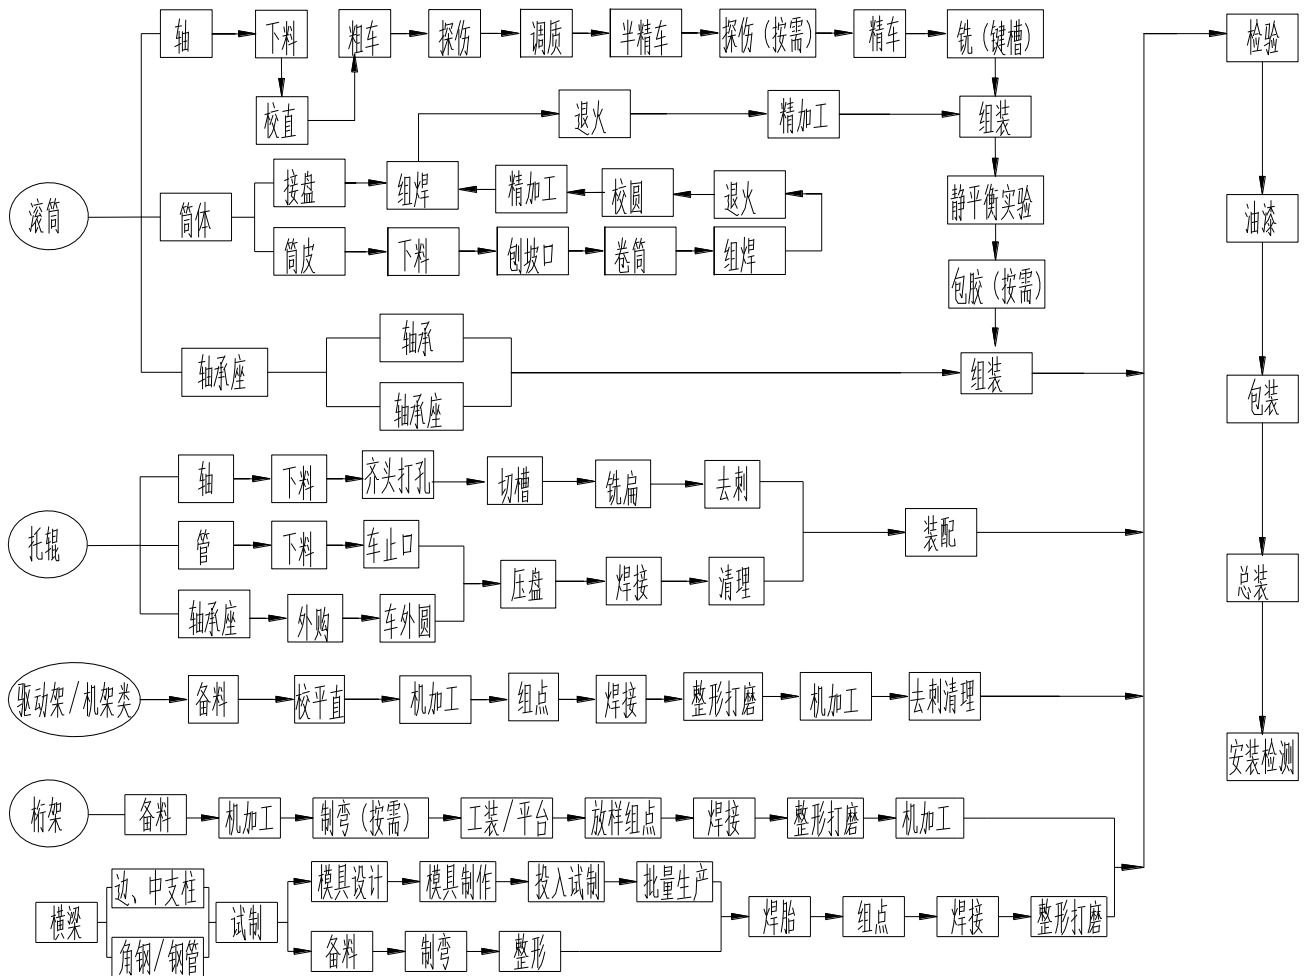 轴
下料
粗车
探伤
调质
半精车
探伤（按需）
精车
铣（键槽）
检验
校直
退火
精加工
组装
接盘
组焊
精加工
校圆
退火
静平衡实验
滚筒
筒体
油漆
筒皮
下料
刨坡口
卷筒
组焊
包胶（按需）
轴承
轴承座
组装
轴承座
包装
轴
下料
齐头打孔
切槽
铣扁
去刺
托辊
管
下料
车止口
装配
压盘
焊接
清理
总装
轴承座
外购
车外圆
驱动架/机架类
备料
校平直
机加工
组点
焊接
整形打磨
机加工
去刺清理
安装检测
桁架
备料
机加工
制弯（按需）
工装/平台
放样组点
焊接
整形打磨
机加工
边、中支柱
模具设计
模具制作
投入试制
批量生产
横梁
试制
焊胎
组点
焊接
整形打磨
角钢/钢管
备料
制弯
整形